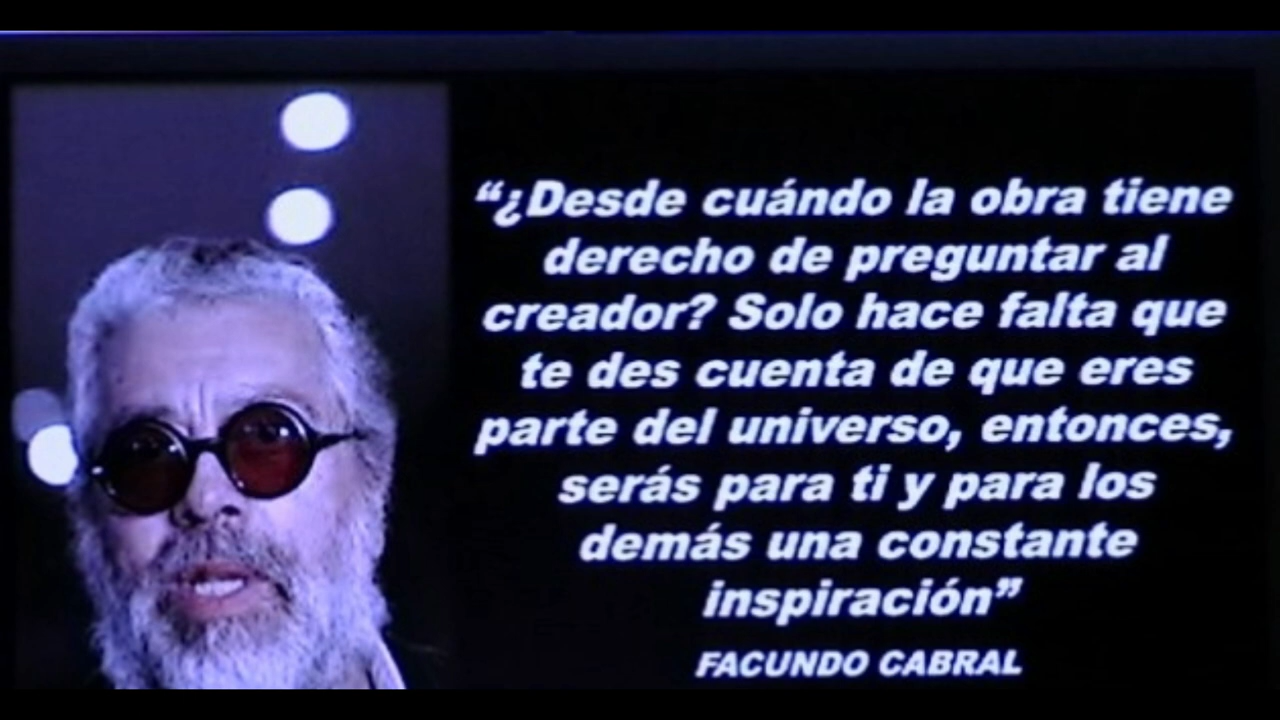 “¿Desde cuándo la obra tiene
derecho de preguntar al
creador? Solo hace falta que
te des cuenta de que eres
parte del universo, entonces,
serás para ti y para los
demás una constante
inspiración”
FACUNDO CABRAL